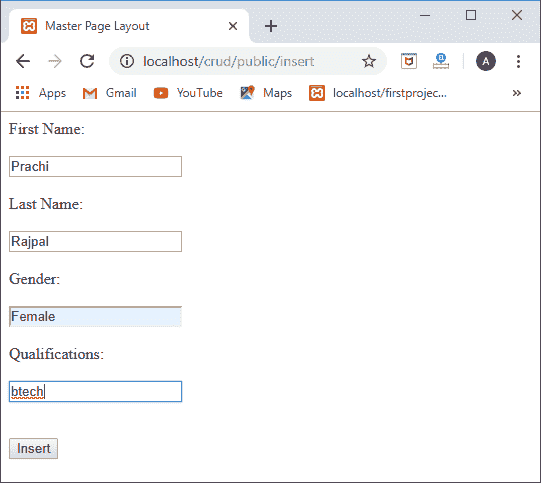 Master Page Layout
localhost/crud/public/insert
A
Apps Gmail YouTube Maps localhost/firstprojec... »
First Name:
Prachi
Last Name:
Rajpal
Gender:
Female
Qualifications:
btech
Insert